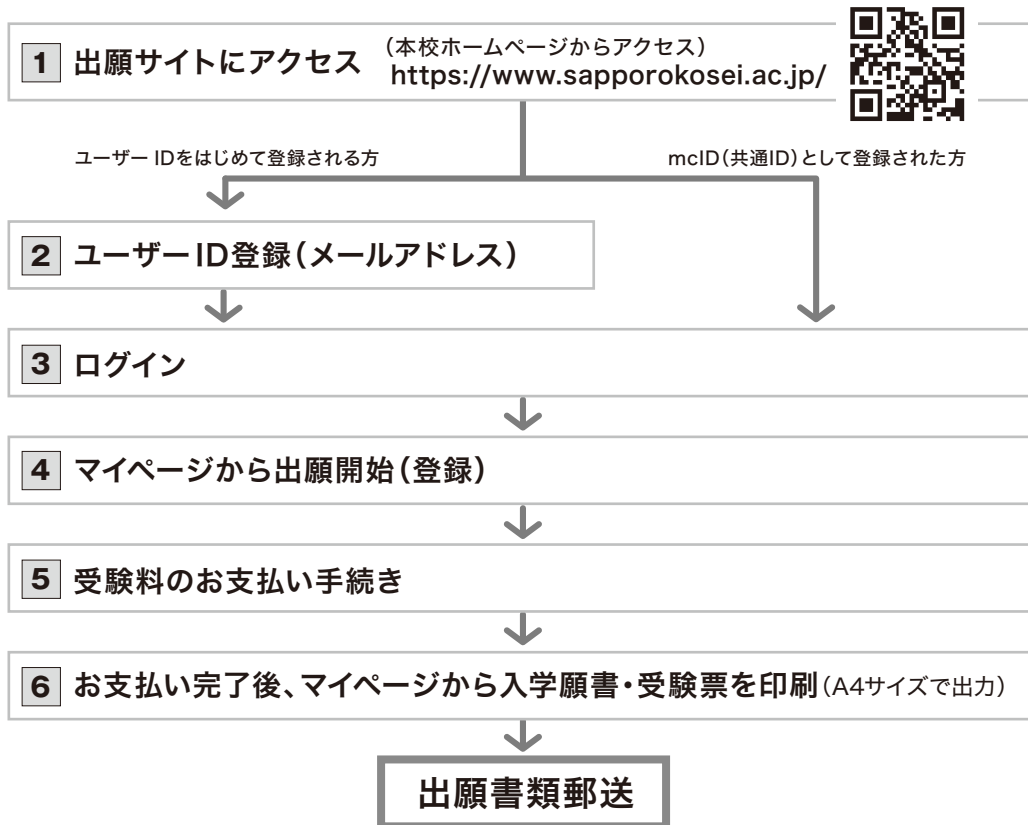 1 出願サイトにアクセス (本校ホームページからアクセス)
https://www.sapporokosei.ac.jp/
ユーザー IDをはじめて登録される方
mcID(共通ID)として登録された方
2 ユーザー ID登録(メールアドレス)
3 ログイン
4 マイページから出願開始(登録)
5 受験料のお支払い手続き
6 お支払い完了後、マイページから入学願書・受験票を印刷(A4サイズで出力)
出願書類郵送